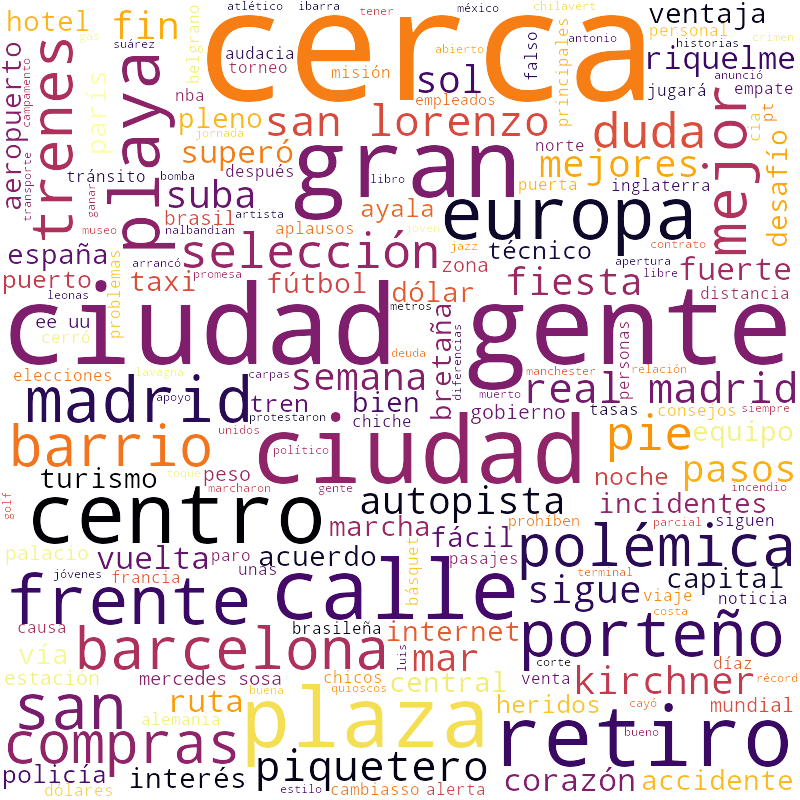 atlético ibarra cerca tener méxico chilavert ventaja
hotel fin suárez audacia torneo misión sol falso antonio historias crimen
belgrano abierto principales personal riquelme
aeropuerto trenes gas campamento transporte parís playa nba empleados jugará anunció empate
pleno jornada san lorenzo duda mejor cia pt desafío
superó gran norte mejores puerta inglaterra
tránsito bomba después libro
ganar museo suba artista joven ayala europa
nalbandian brasil aplausos jazz técnico contrato
españa arrancó selección zona apertura fiesta fuerte
puerto problemas taxi promesa fútbol dólar libre distancia
leonas ee uu cerró ciudad metros gente
bretaña diferencias personas
deuda lavagna carpas semana manchester relación
elecciones madrid apoyo tren bien real madrid muerto siempre
protestaron chiche gobierno tasas consejos
barrio unidos político ciudad pie equipo
turismo peso toque pasos
golf centro marcharon gente autopista noche incidentes incendio
marcha fácil prohíben siguen parcial
palacio vuelta paro acuerdo pasajes polémica
jóvenes francia unas calle básquet sigue terminal capital
frente viaje noticia costa
causa brasileña internet porteño
vía barcelona luis mar corte díaz
estación mercedes sosa chicos central venta kirchner récord
buena quioscos
san ruta plaza heridos mundial cayó
alemania bueno
compras piquetero retiro
policía interés corazón accidente
dólares estilo cambiasso alerta